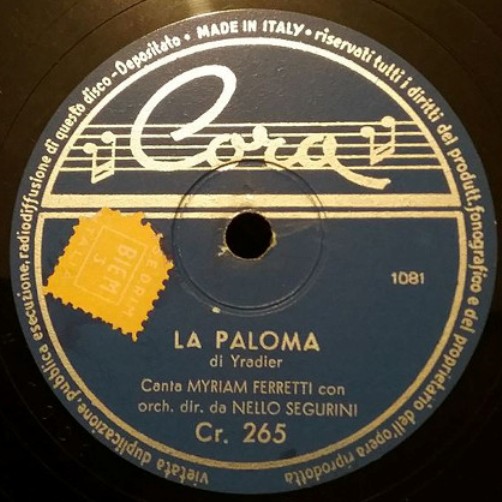 vietata duplicazione, pubblica esecuzione, radiodiffusione di questo disco - Depositato • MADE IN ITALY • riservati tutti i diritti del produtt. fonografico e del proprietario dell'opera riprodotta
Cora
BIEM
1081
LA PALOMA
di Yradier
Canta MYRIAM FERRETTI con
orch. dir. da NELLO SEGURINI
Cr. 265